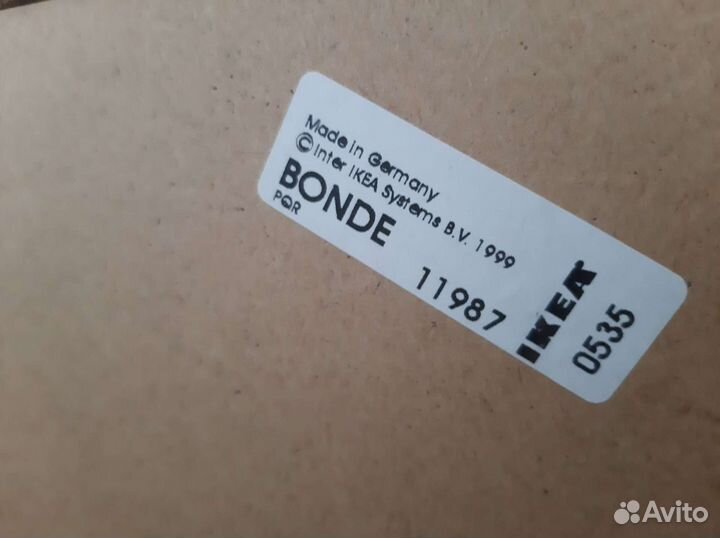 Made in Germany
© Inter IKEA Systems B.V. 1999
BONDE
PQR
11987
IKEA®
0535
Avito